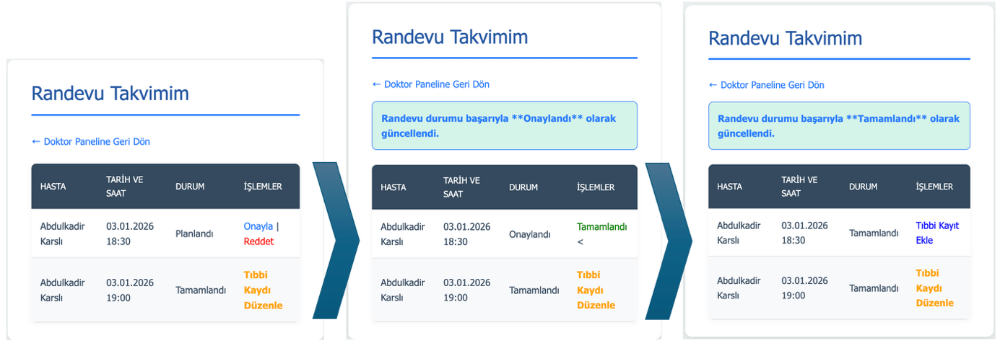 Randevu Takvimim
← Doktor Paneline Geri Dön
HASTA
TARİH VE
SAAT
DURUM
İŞLEMLER
Abdulkadir
Karslı
03.01.2026
18:30
Planlandı
Onayla |
Reddet
Abdulkadir
Karslı
03.01.2026
19:00
Tamamlandı
Tıbbi
Kaydı
Düzenle
Randevu Takvimim
← Doktor Paneline Geri Dön
Randevu durumu başarıyla **Onaylandı** olarak
güncellendi.
HASTA
TARİH VE
SAAT
DURUM
İŞLEMLER
Abdulkadir
Karslı
03.01.2026
18:30
Onaylandı
Tamamlandı
<
Abdulkadir
Karslı
03.01.2026
19:00
Tamamlandı
Tıbbi
Kaydı
Düzenle
Randevu Takvimim
← Doktor Paneline Geri Dön
Randevu durumu başarıyla **Tamamlandı** olarak
güncellendi.
HASTA
TARİH VE
SAAT
DURUM
İŞLEMLER
Abdulkadir
Karslı
03.01.2026
18:30
Tamamlandı
Tıbbi Kayıt
Ekle
Abdulkadir
Karslı
03.01.2026
19:00
Tamamlandı
Tıbbi
Kaydı
Düzenle